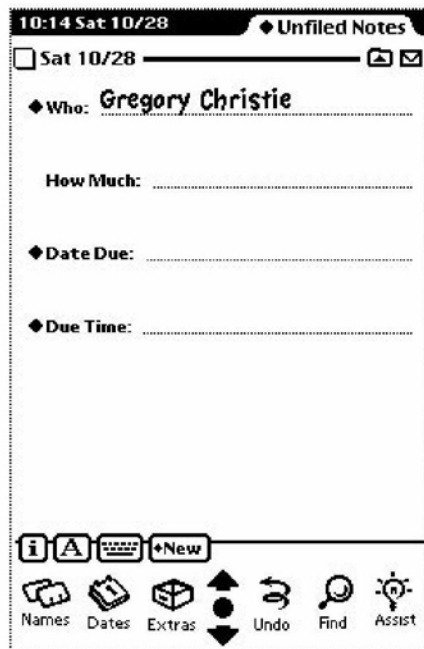 10:14 Sat 10/28 ◆Unfiled Notes
Sat 10/28
◆Who: Gregory Christie
How Much:
◆Date Due:
◆Due Time:
i A ◆New
Names Dates Extras Undo Find Assist